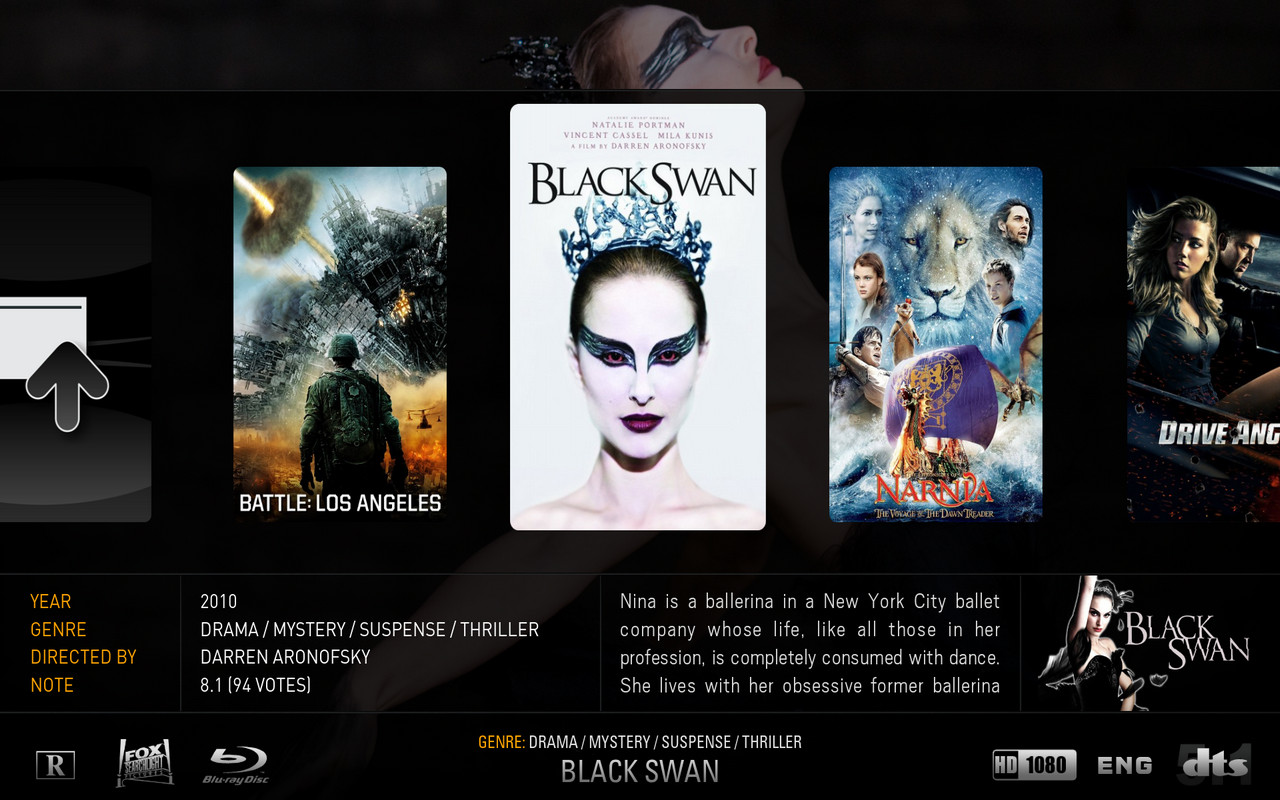 ACADEMY AWARD NOMINEE
NATALIE PORTMAN
VINCENT CASSEL MILA KUNIS
A FILM BY DARREN ARONOFSKY
BLACK SWAN
BATTLE: LOS ANGELES
NARNIA
THE VOYAGE OF THE DAWN TREADER
DRIVE ANG
YEAR
2010
GENRE
DRAMA / MYSTERY / SUSPENSE / THRILLER
DIRECTED BY
DARREN ARONOFSKY
NOTE
8.1 (94 VOTES)
Nina is a ballerina in a New York City ballet
company whose life, like all those in her
profession, is completely consumed with dance.
She lives with her obsessive former ballerina
BLACK
SWAN
R
FOX
SEARCHLIGHT
PICTURES
Blu-ray Disc
GENRE: DRAMA / MYSTERY / SUSPENSE / THRILLER
BLACK SWAN
HD 1080
ENG
5.1
dts